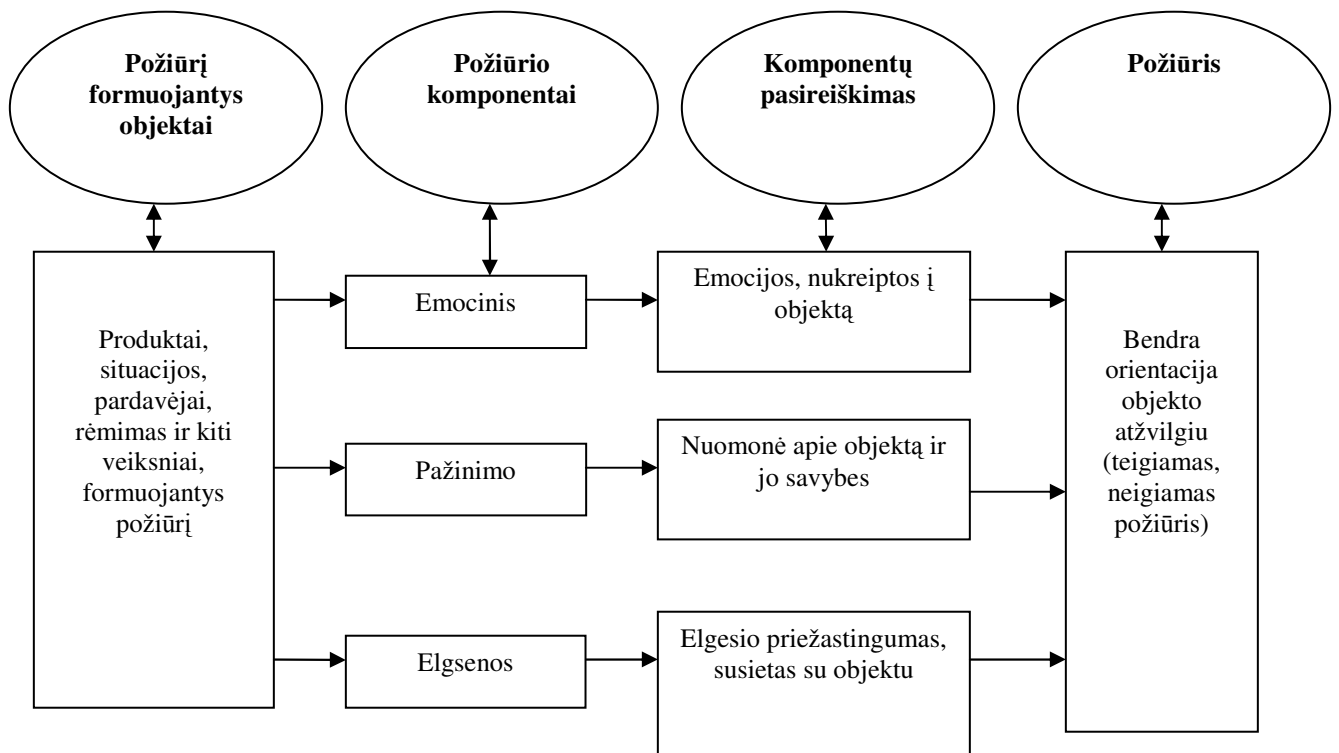 Požiūrį
formuojantys
objektai
Požiūrio
komponentai
Komponentų
pasireiškimas
Požiūris
Produktai,
situacijos,
pardavėjai,
rėmimas ir kiti
veiksniai,
formuojantys
požiūrį
Emocinis
Emocijos, nukreiptos į
objektą
Pažinimo
Nuomonė apie objektą ir
jo savybes
Elgsenos
Elgesio priežastingumas,
susietas su objektu
Bendra
orientacija
objekto
atžvilgiu
(teigiamas,
neigiamas
požiūris)